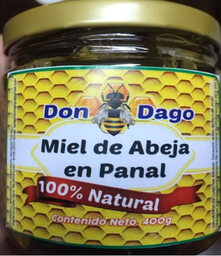 Don Dago
Miel de Abeja
en Panal
100% Natural
Contenido Neto. 400g